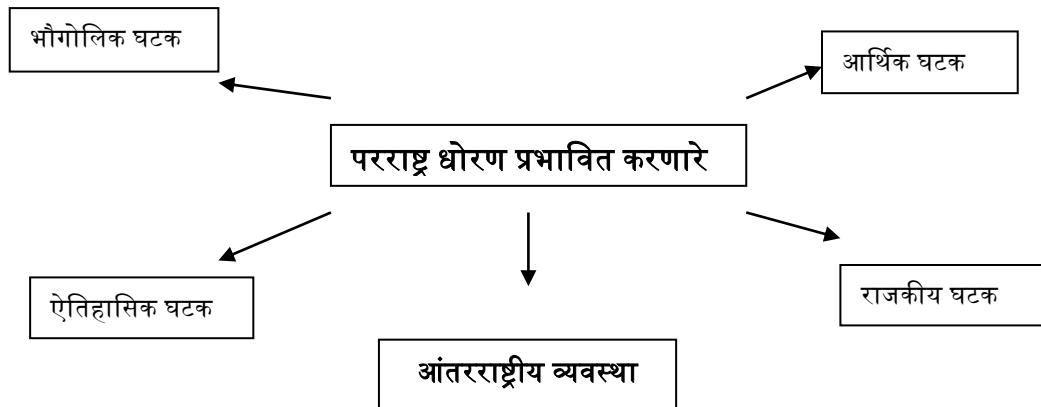 भौगोलिक घटक
आर्थिक घटक
परराष्ट्र धोरण प्रभावित करणारे
ऐतिहासिक घटक
राजकीय घटक
आंतरराष्ट्रीय व्यवस्था